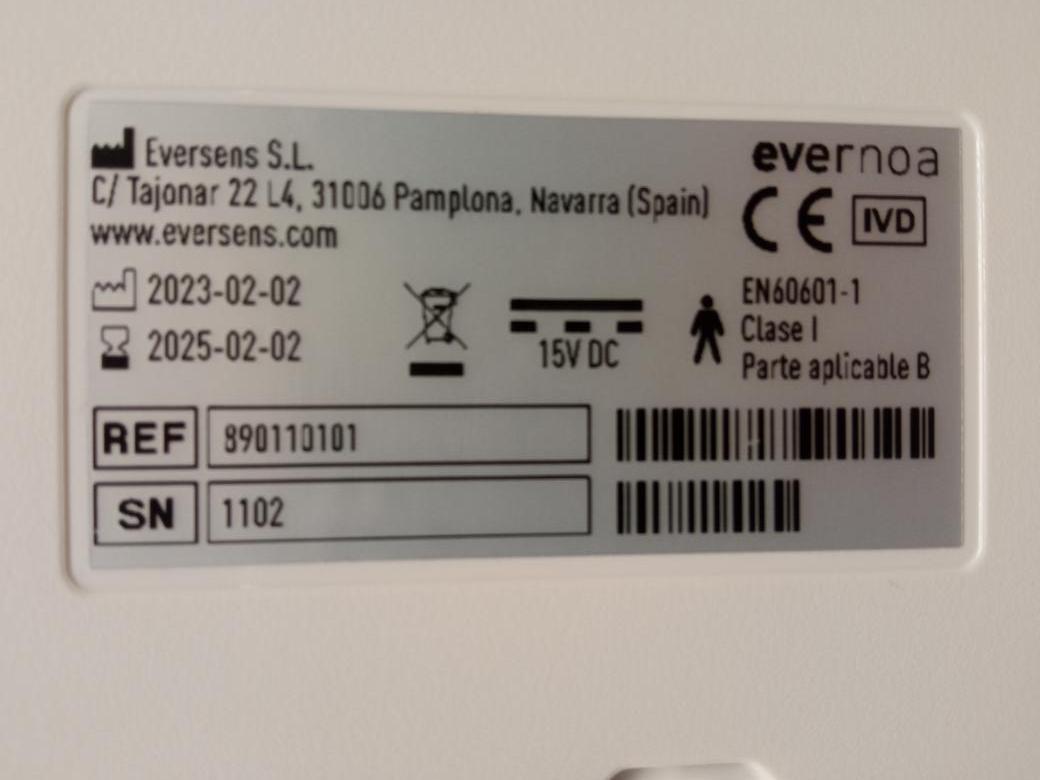 Eversens S.L.
C/ Tajonar 22 L4, 31006 Pamplona, Navarra (Spain)
www.eversens.com
evernoa
CE IVD
2023-02-02
2025-02-02
15V DC
EN60601-1
Clase I
Parte aplicable B
REF 890110101
SN 1102